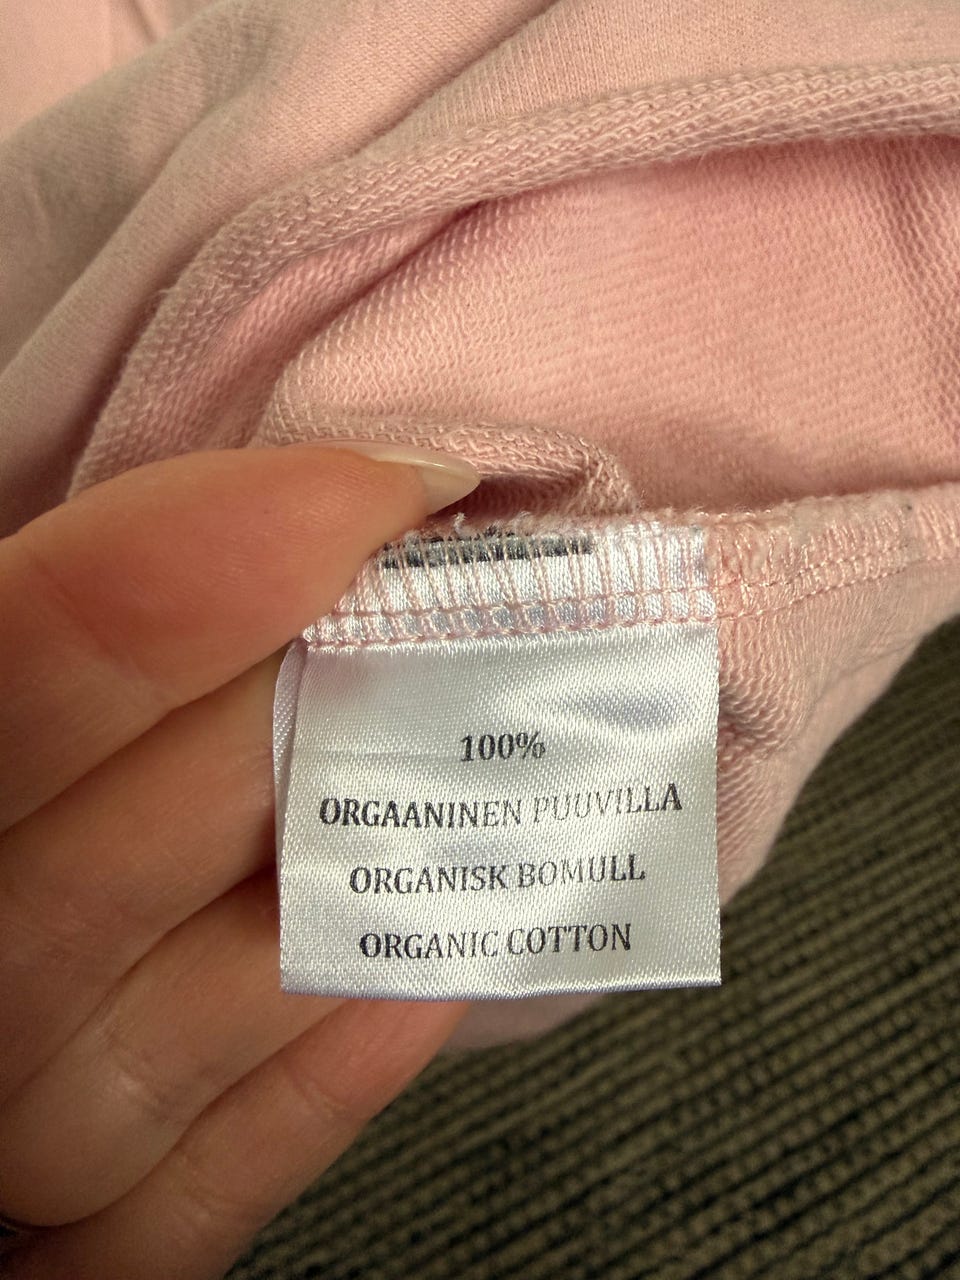 100%
ORGAANINEN PUUVILLA
ORGANISK BOMULL
ORGANIC COTTON